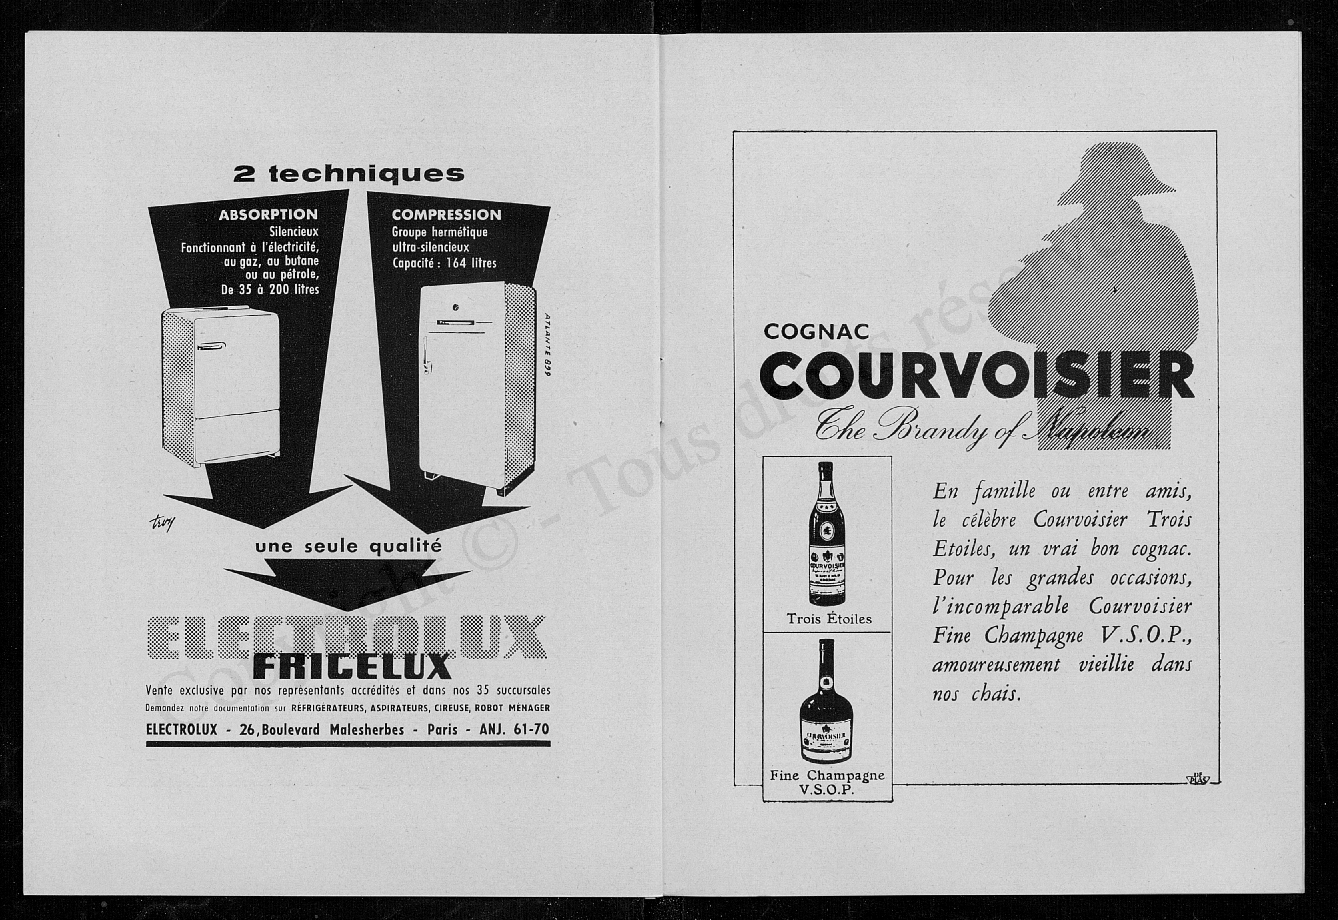 2 techniques
ABSORPTION
Silencieux
Fonctionnant à l'électricité,
au gaz, au butane
ou au pétrole,
De 35 à 200 litres
COMPRESSION
Groupe hermétique
ultra-silencieux
Capacité : 164 litres
ATLANTE 899
troy
une seule qualité
ELECTROLUX
FRIGELUX
Vente exclusive par nos représentants accrédités et dans nos 35 succursales
Demandez notre documentation sur RÉFRIGÉRATEURS, ASPIRATEURS, CIREUSE, ROBOT MÉNAGER
ELECTROLUX - 26, Boulevard Malesherbes - Paris - ANJ. 61-70
COGNAC
COURVOISIER
The Brandy of Napoleon
COURVOISIER
Trois Étoiles
COURVOISIER
Fine Champagne
V.S.O.P.
En famille ou entre amis,
le célèbre Courvoisier Trois
Etoiles, un vrai bon cognac.
Pour les grandes occasions,
l'incomparable Courvoisier
Fine Champagne V.S.O.P.,
amoureusement vieillie dans
nos chais.
Copyright © - Tous droits rés